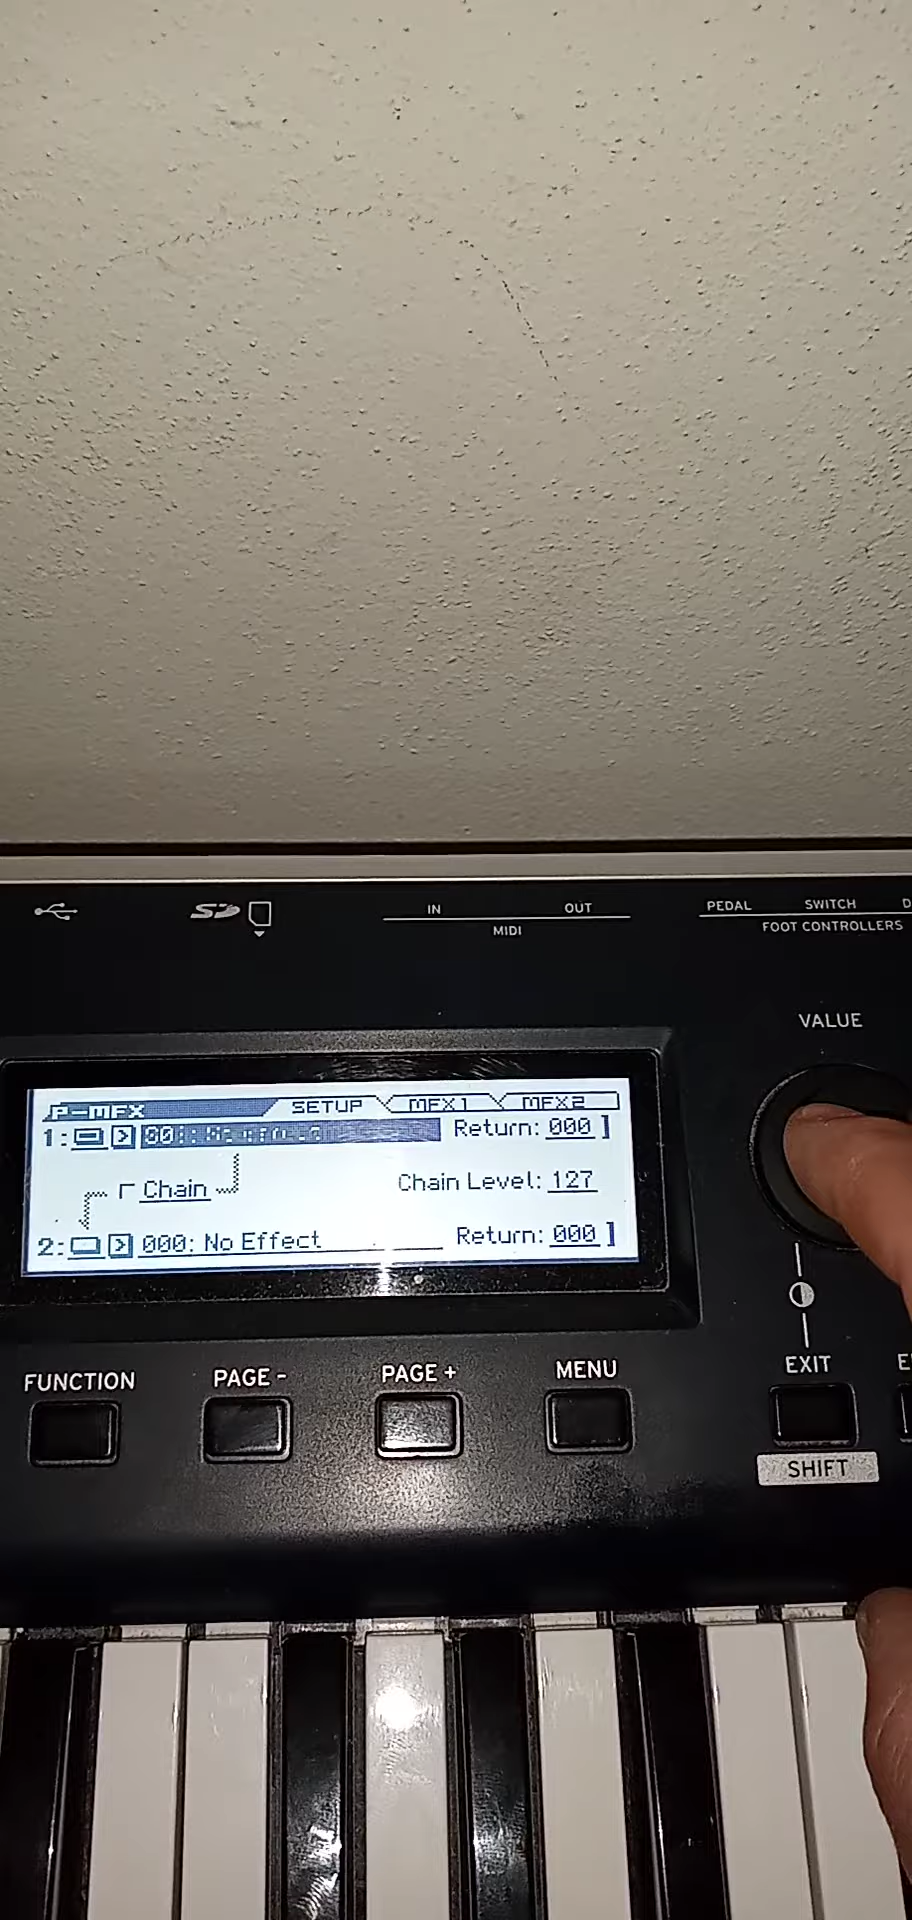 SD
IN OUT
MIDI
PEDAL SWITCH
FOOT CONTROLLERS
VALUE
P-MFX SETUP MFX1 MFX2
1: Return: 000 ]
Chain Chain Level: 127
2: 000: No Effect Return: 000 ]
FUNCTION PAGE - PAGE + MENU EXIT
SHIFT